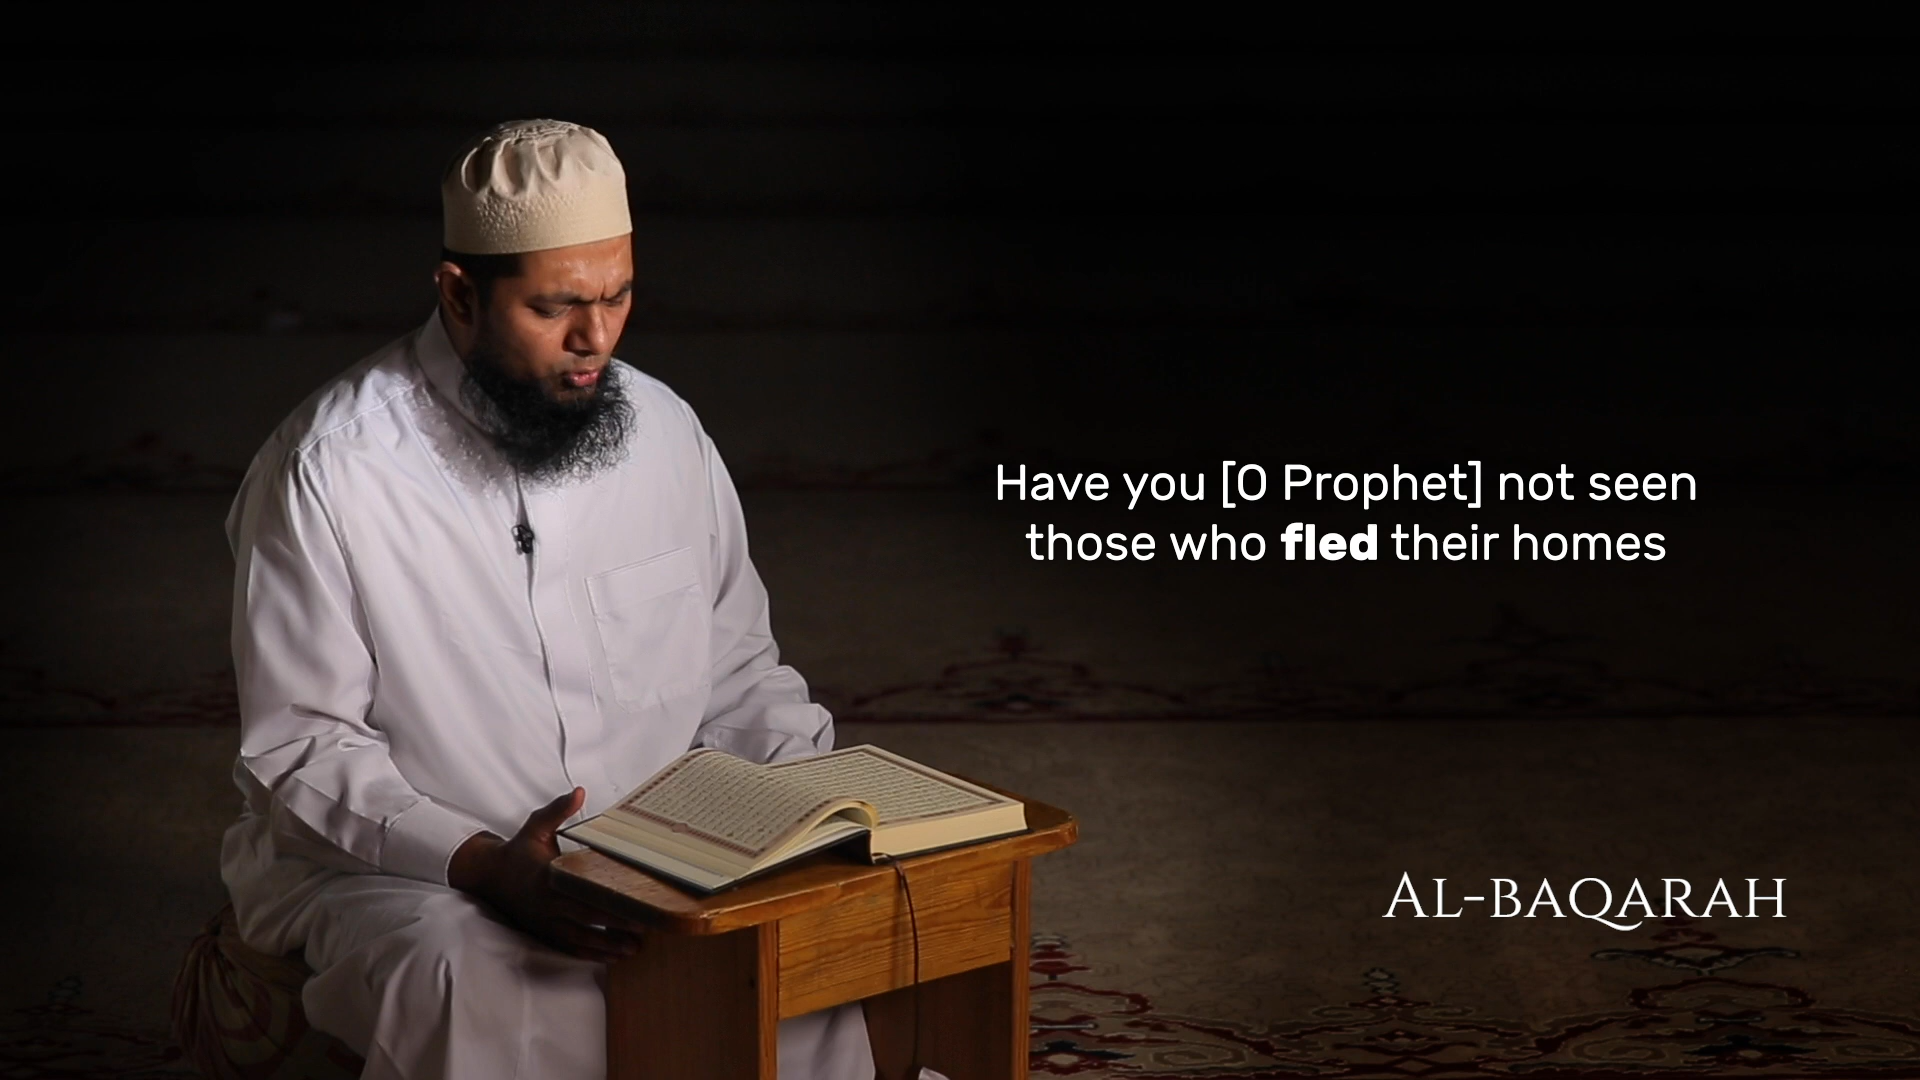 Have you [O Prophet] not seen
those who fled their homes
AL-BAQARAH